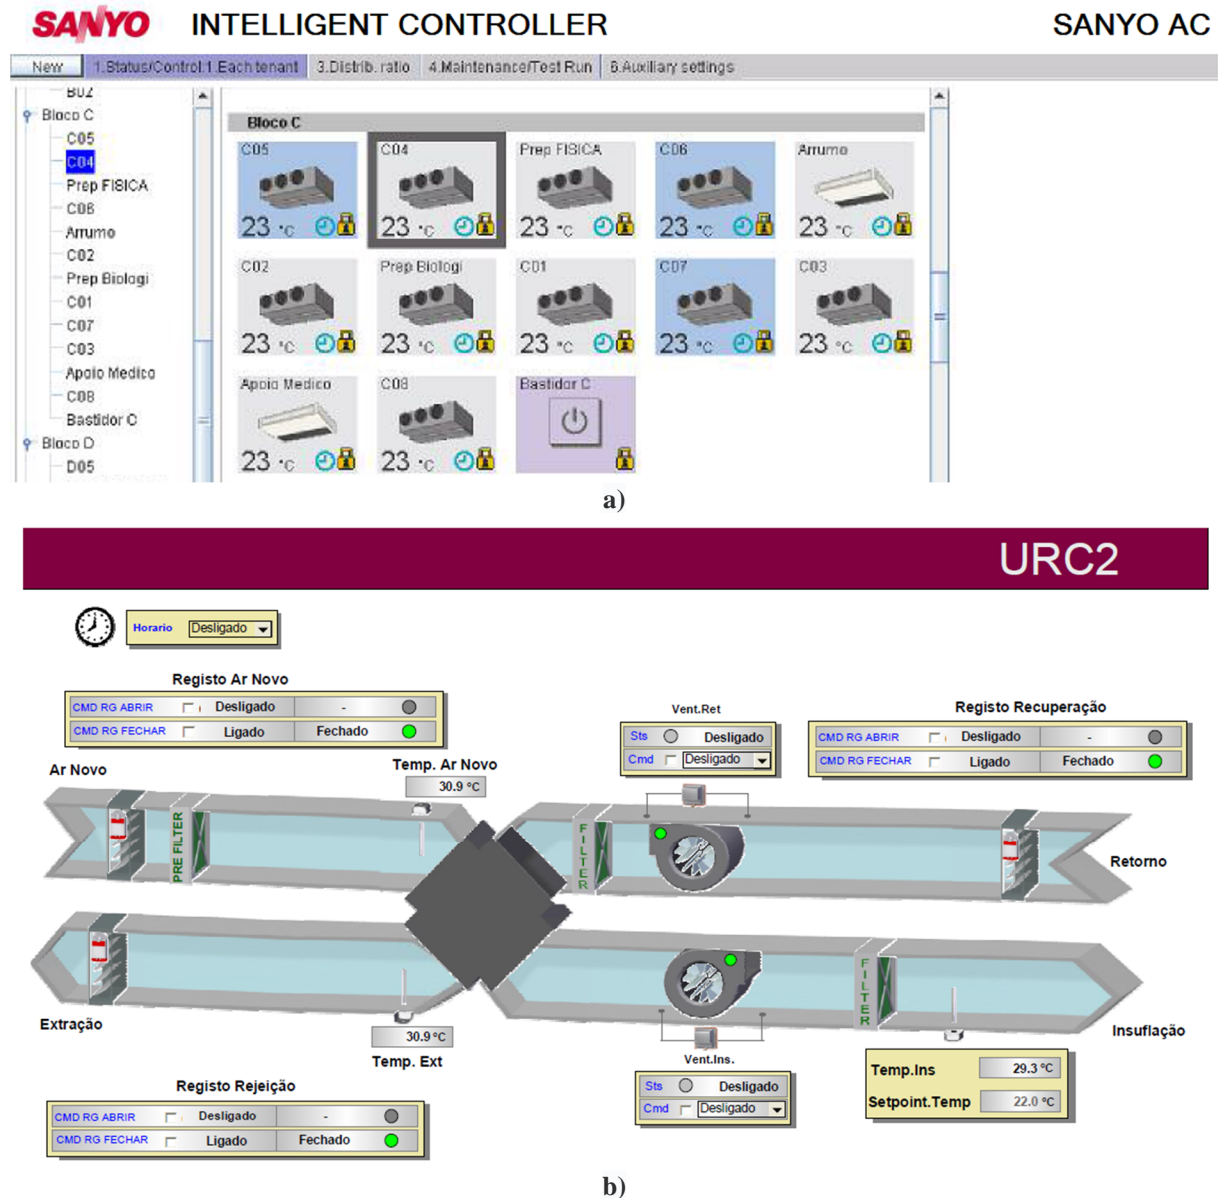 SANYO INTELLIGENT CONTROLLER SANYO AC
New 1.Status/Control:1.Each tenant 3.Distrib. ratio 4.Maintenance/Test Run 6.Auxiliary settings
B02
Bloco C
C05
C04
Prep FISICA
C06
Arrumo
C02
Prep Biologi
C01
C07
C03
Apoio Medico
C08
Bastidor C
Bloco D
D05
Bloco C
C05 C04 Prep FISICA C06 Arrumo
23 °C 23 °C 23 °C 23 °C 23 °C
C02 Prep Biologi C01 C07 C03
23 °C 23 °C 23 °C 23 °C 23 °C
Apoio Medico C08 Bastidor C
23 °C 23 °C
a)
URC2
Horario Desligado
Registo Ar Novo
CMD RG ABRIR Desligado -
CMD RG FECHAR Ligado Fechado
Vent.Ret
Sts Desligado
Cmd Desligado
Registo Recuperação
CMD RG ABRIR Desligado -
CMD RG FECHAR Ligado Fechado
Ar Novo
Temp. Ar Novo
30.9 °C
PRE FILTER
FILTER
Retorno
FILTER
Extração
30.9 °C
Temp. Ext
Insuflação
Vent.Ins.
Sts Desligado
Cmd Desligado
Temp.Ins 29.3 °C
Setpoint.Temp 22.0 °C
Registo Rejeição
CMD RG ABRIR Desligado -
CMD RG FECHAR Ligado Fechado
b)